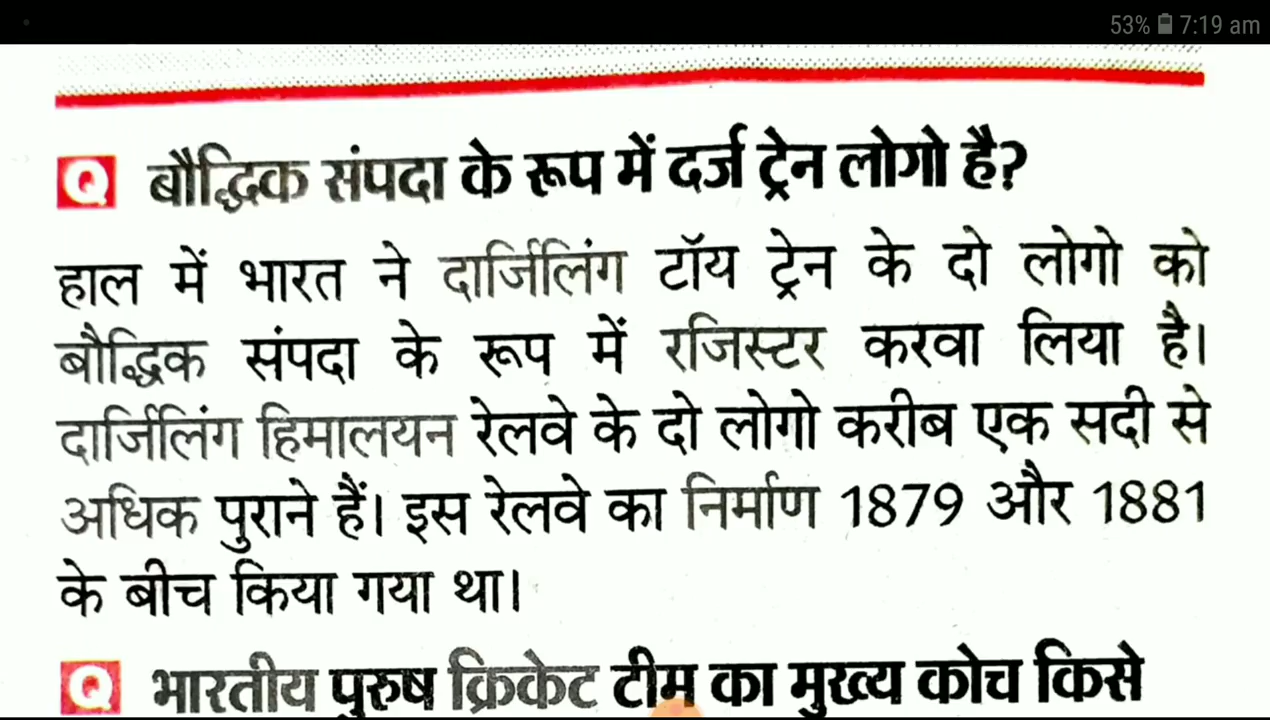 53% 7:19 am
Q बौद्धिक संपदा के रूप में दर्ज ट्रेन लोगो है?
हाल में भारत ने दार्जिलिंग टॉय ट्रेन के दो लोगो को
बौद्धिक संपदा के रूप में रजिस्टर करवा लिया है।
दार्जिलिंग हिमालयन रेलवे के दो लोगो करीब एक सदी से
अधिक पुराने हैं। इस रेलवे का निर्माण 1879 और 1881
के बीच किया गया था।
Q भारतीय पुरुष क्रिकेट टीम का मुख्य कोच किसे